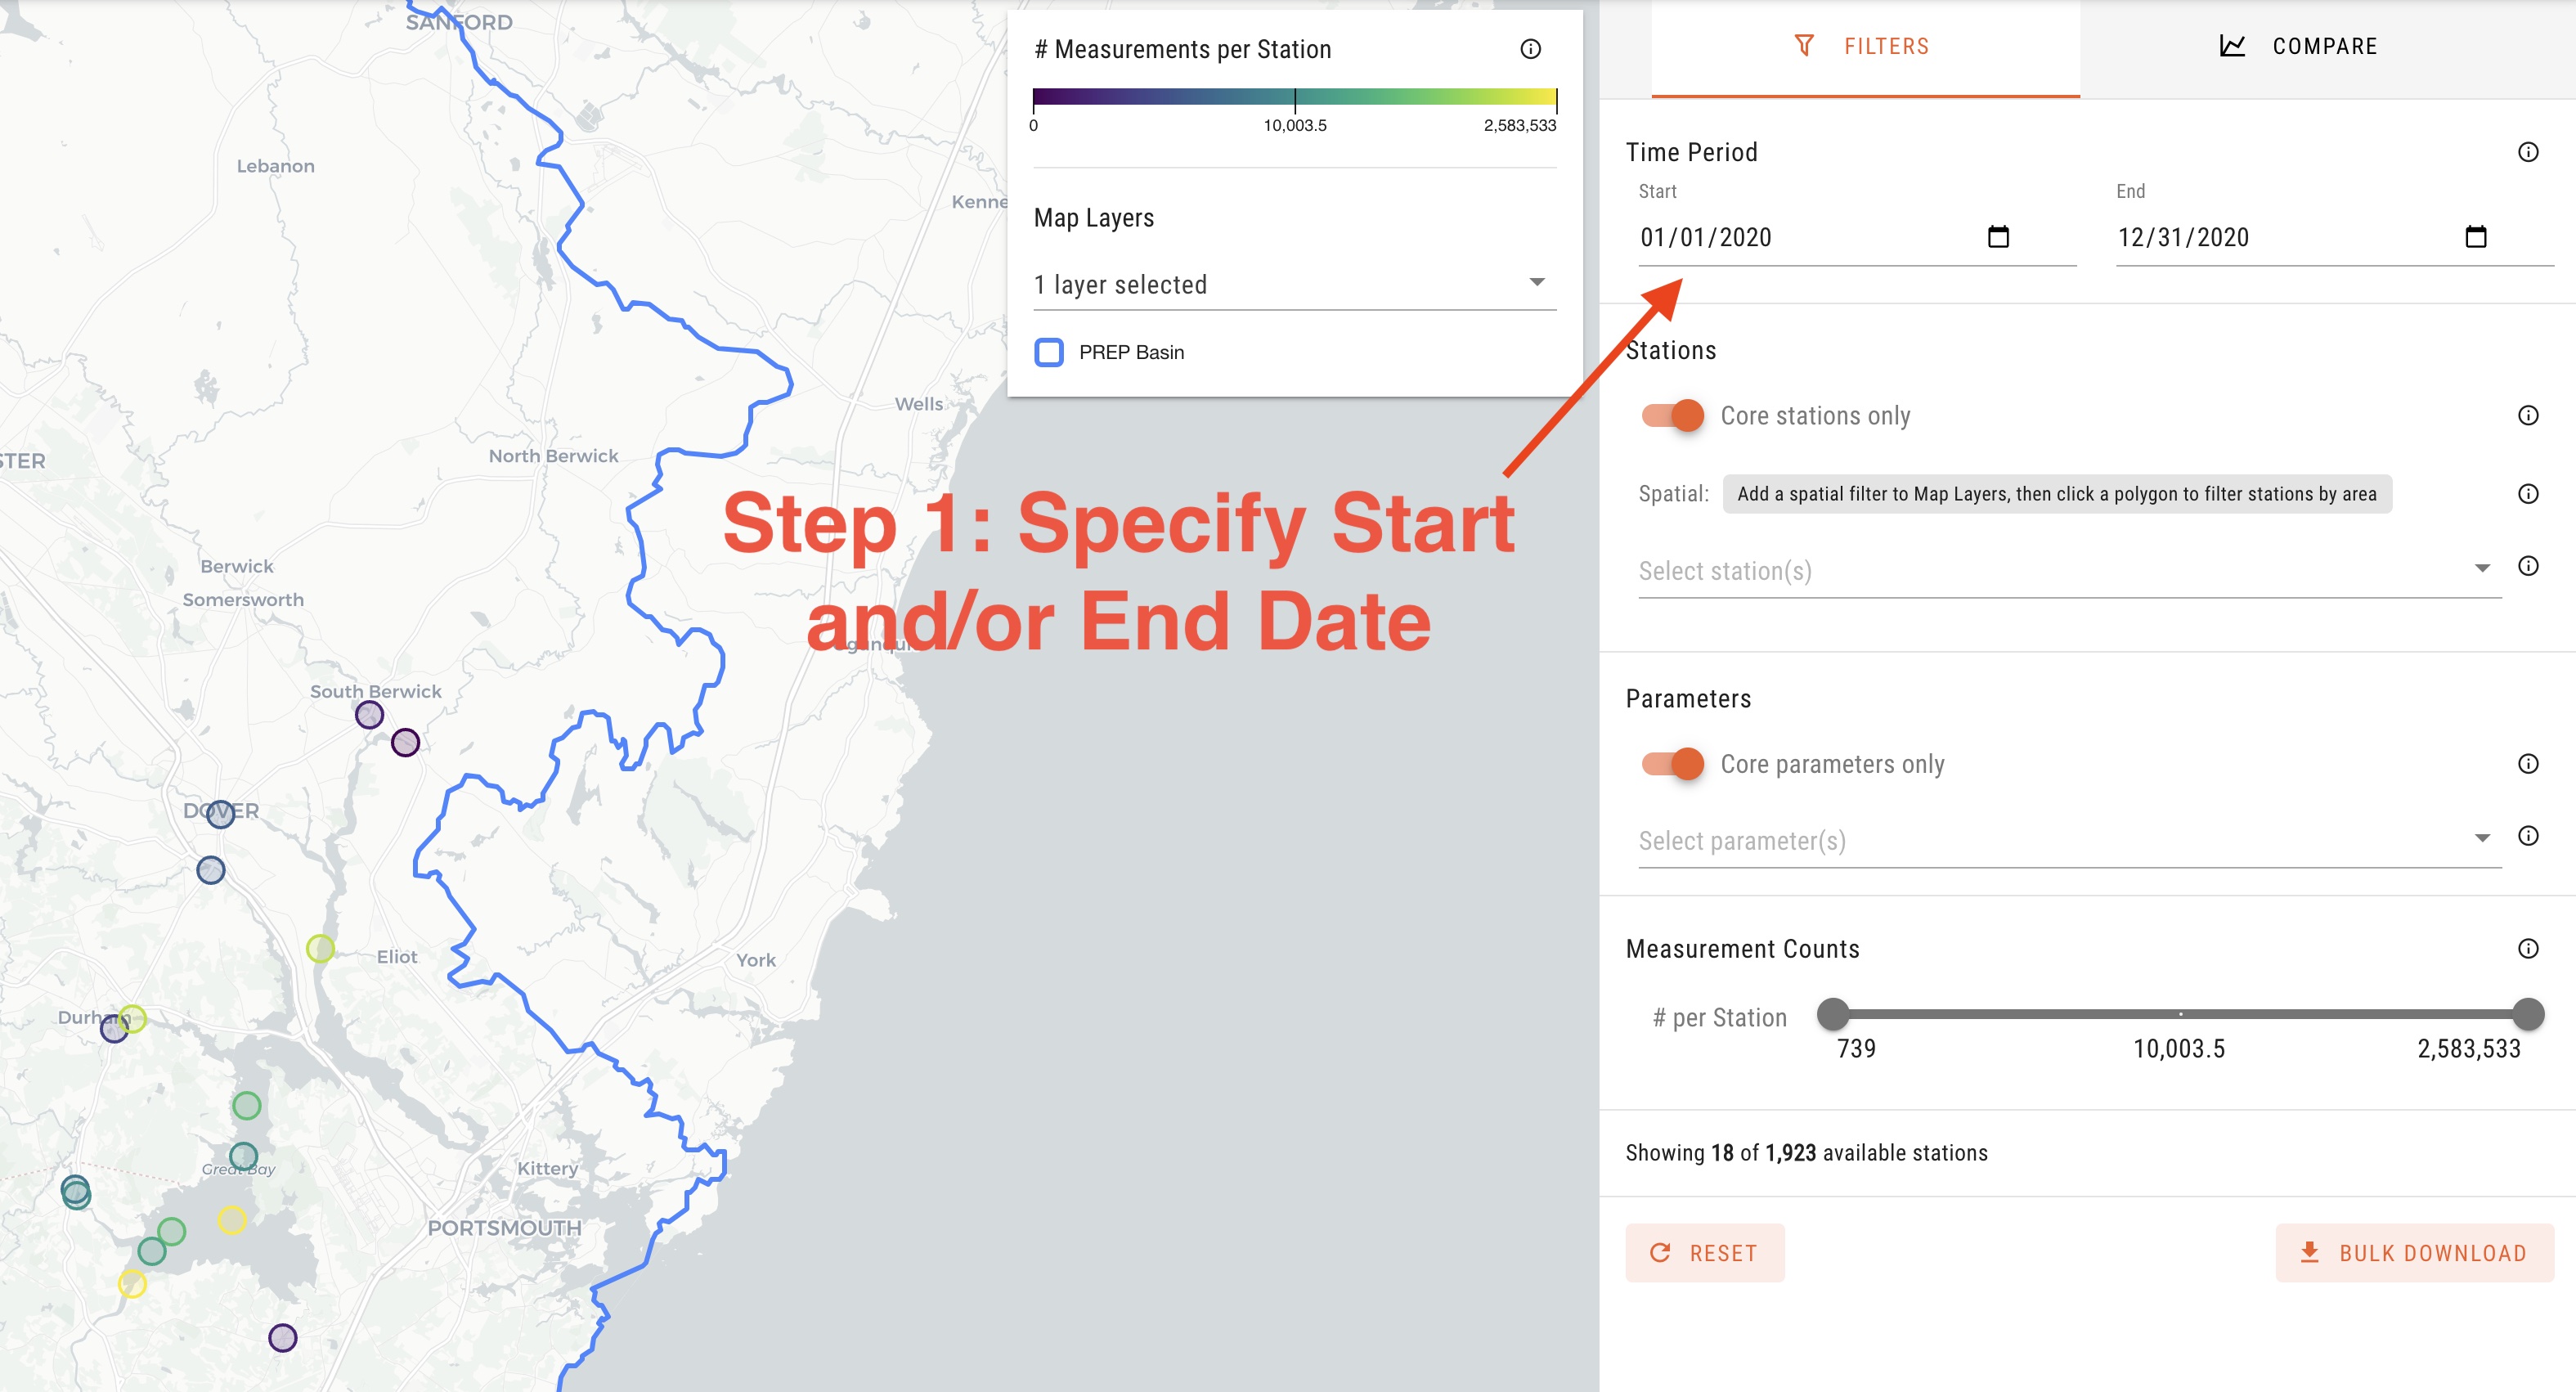 SANFORD
Lebanon
Kenne
Wells
STER
North Berwick
Berwick
Somersworth
South Berwick
DOVER
Eliot
York
Durham
Great Bay
Kittery
PORTSMOUTH
# Measurements per Station
0 10,003.5 2,583,533
Map Layers
1 layer selected
PREP Basin
Step 1: Specify Start
and/or End Date
FILTERS COMPARE
Time Period
Start End
01/01/2020 12/31/2020
Stations
Core stations only
Spatial: Add a spatial filter to Map Layers, then click a polygon to filter stations by area
Select station(s)
Parameters
Core parameters only
Select parameter(s)
Measurement Counts
# per Station
739 10,003.5 2,583,533
Showing 18 of 1,923 available stations
RESET BULK DOWNLOAD